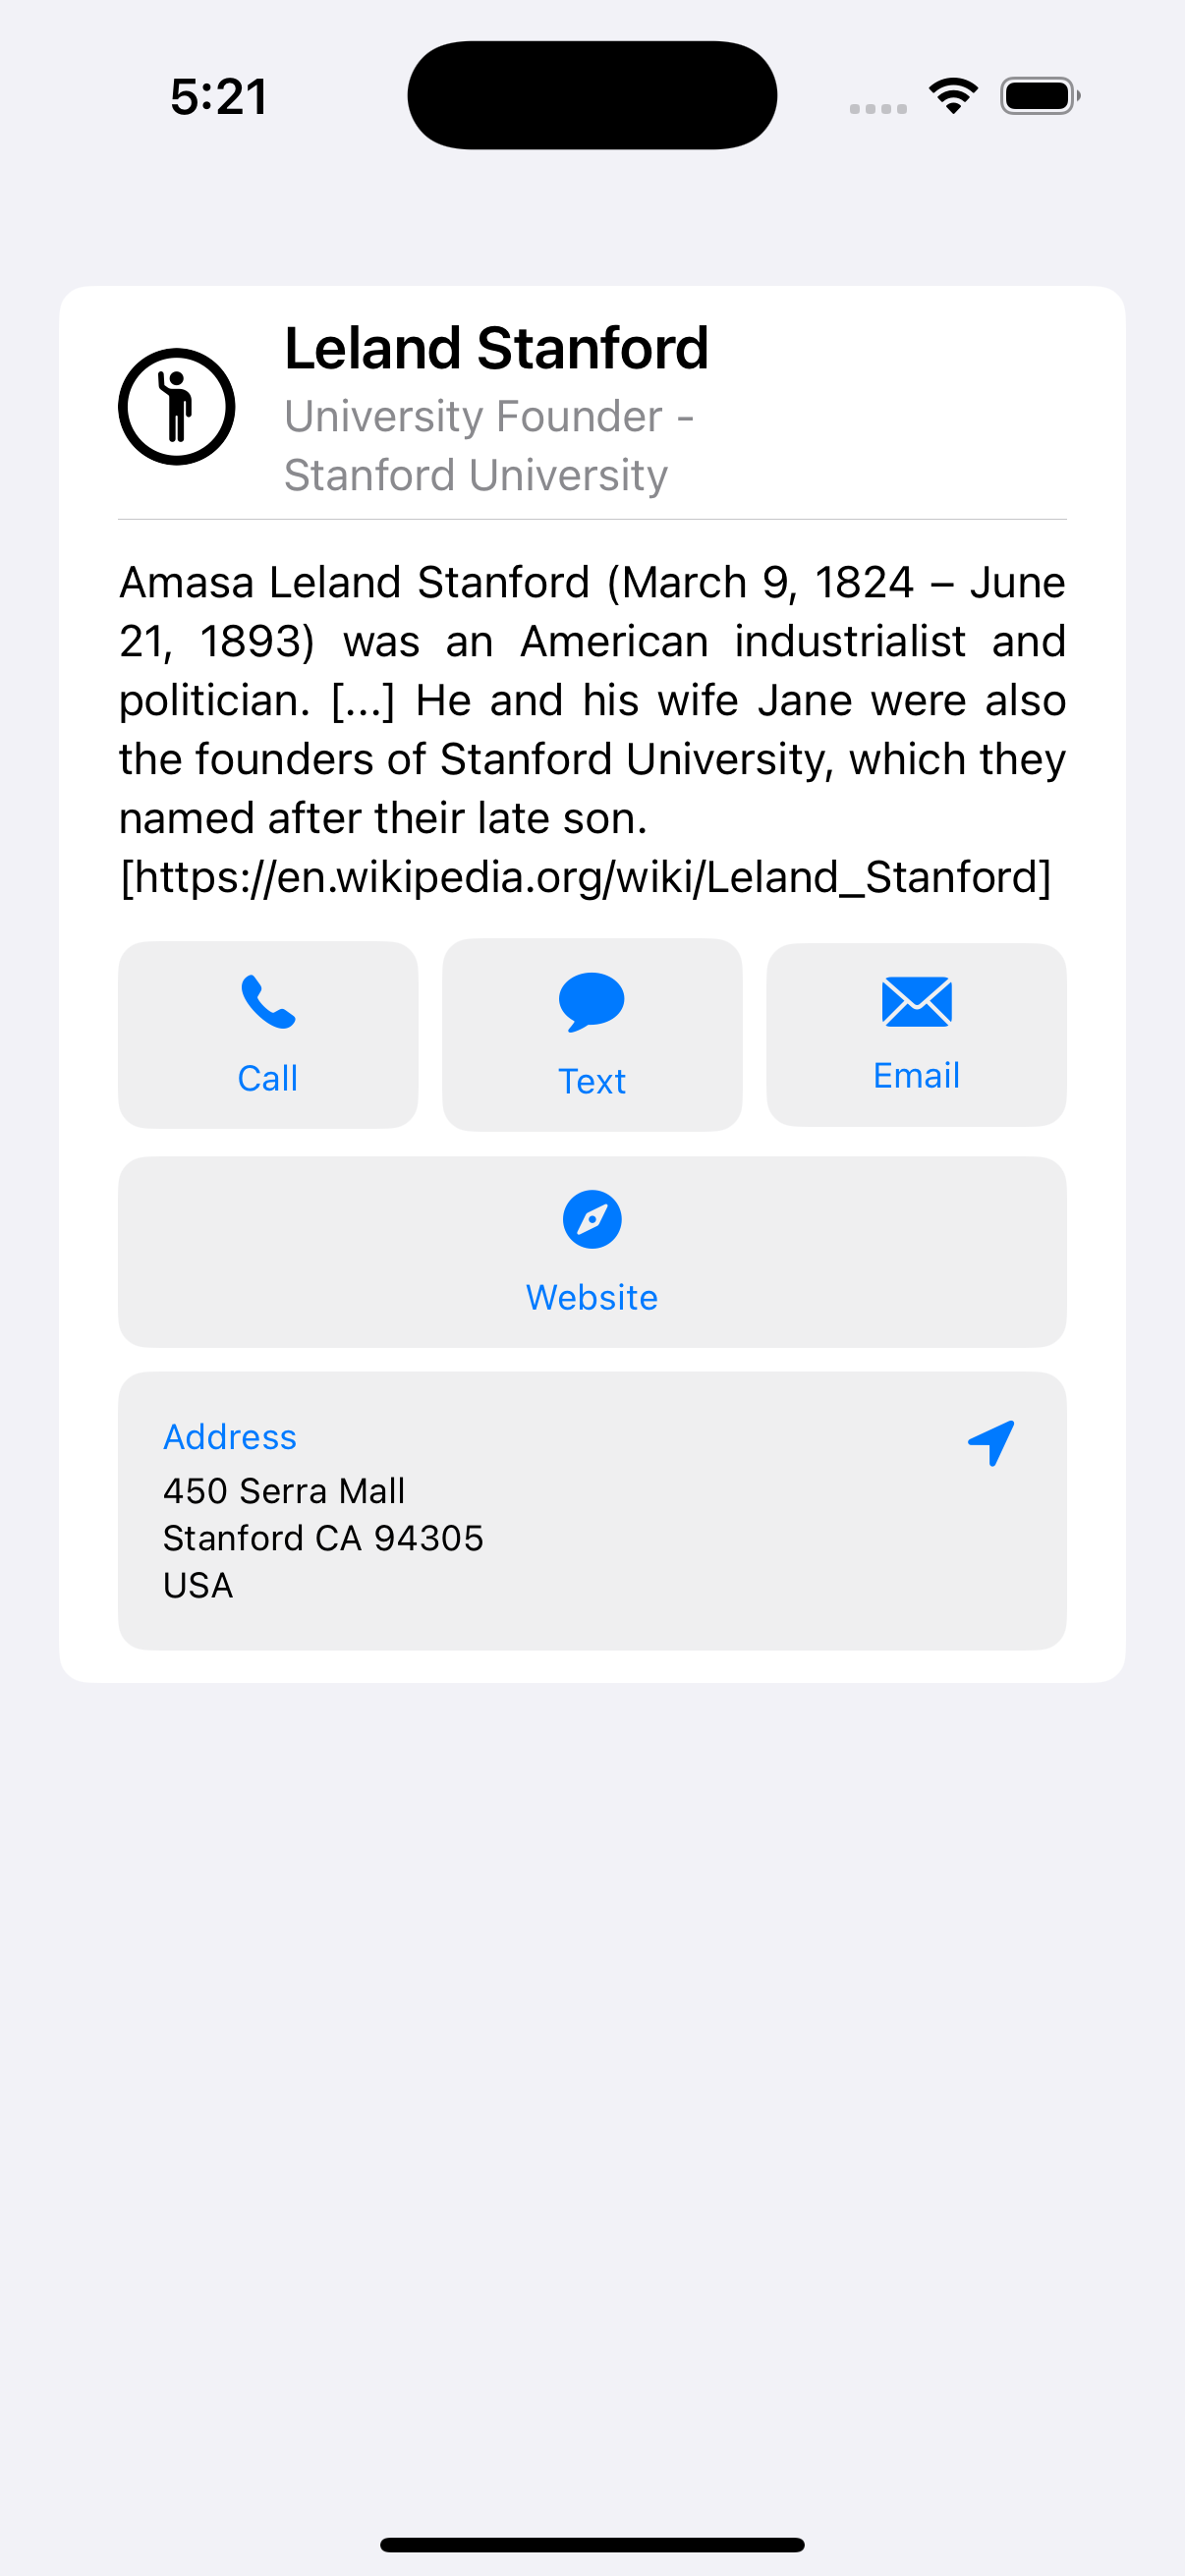 5:21
Leland Stanford
University Founder -
Stanford University
Amasa Leland Stanford (March 9, 1824 – June
21, 1893) was an American industrialist and
politician. [...] He and his wife Jane were also
the founders of Stanford University, which they
named after their late son.
[https://en.wikipedia.org/wiki/Leland_Stanford]
Call
Text
Email
Website
Address
450 Serra Mall
Stanford CA 94305
USA